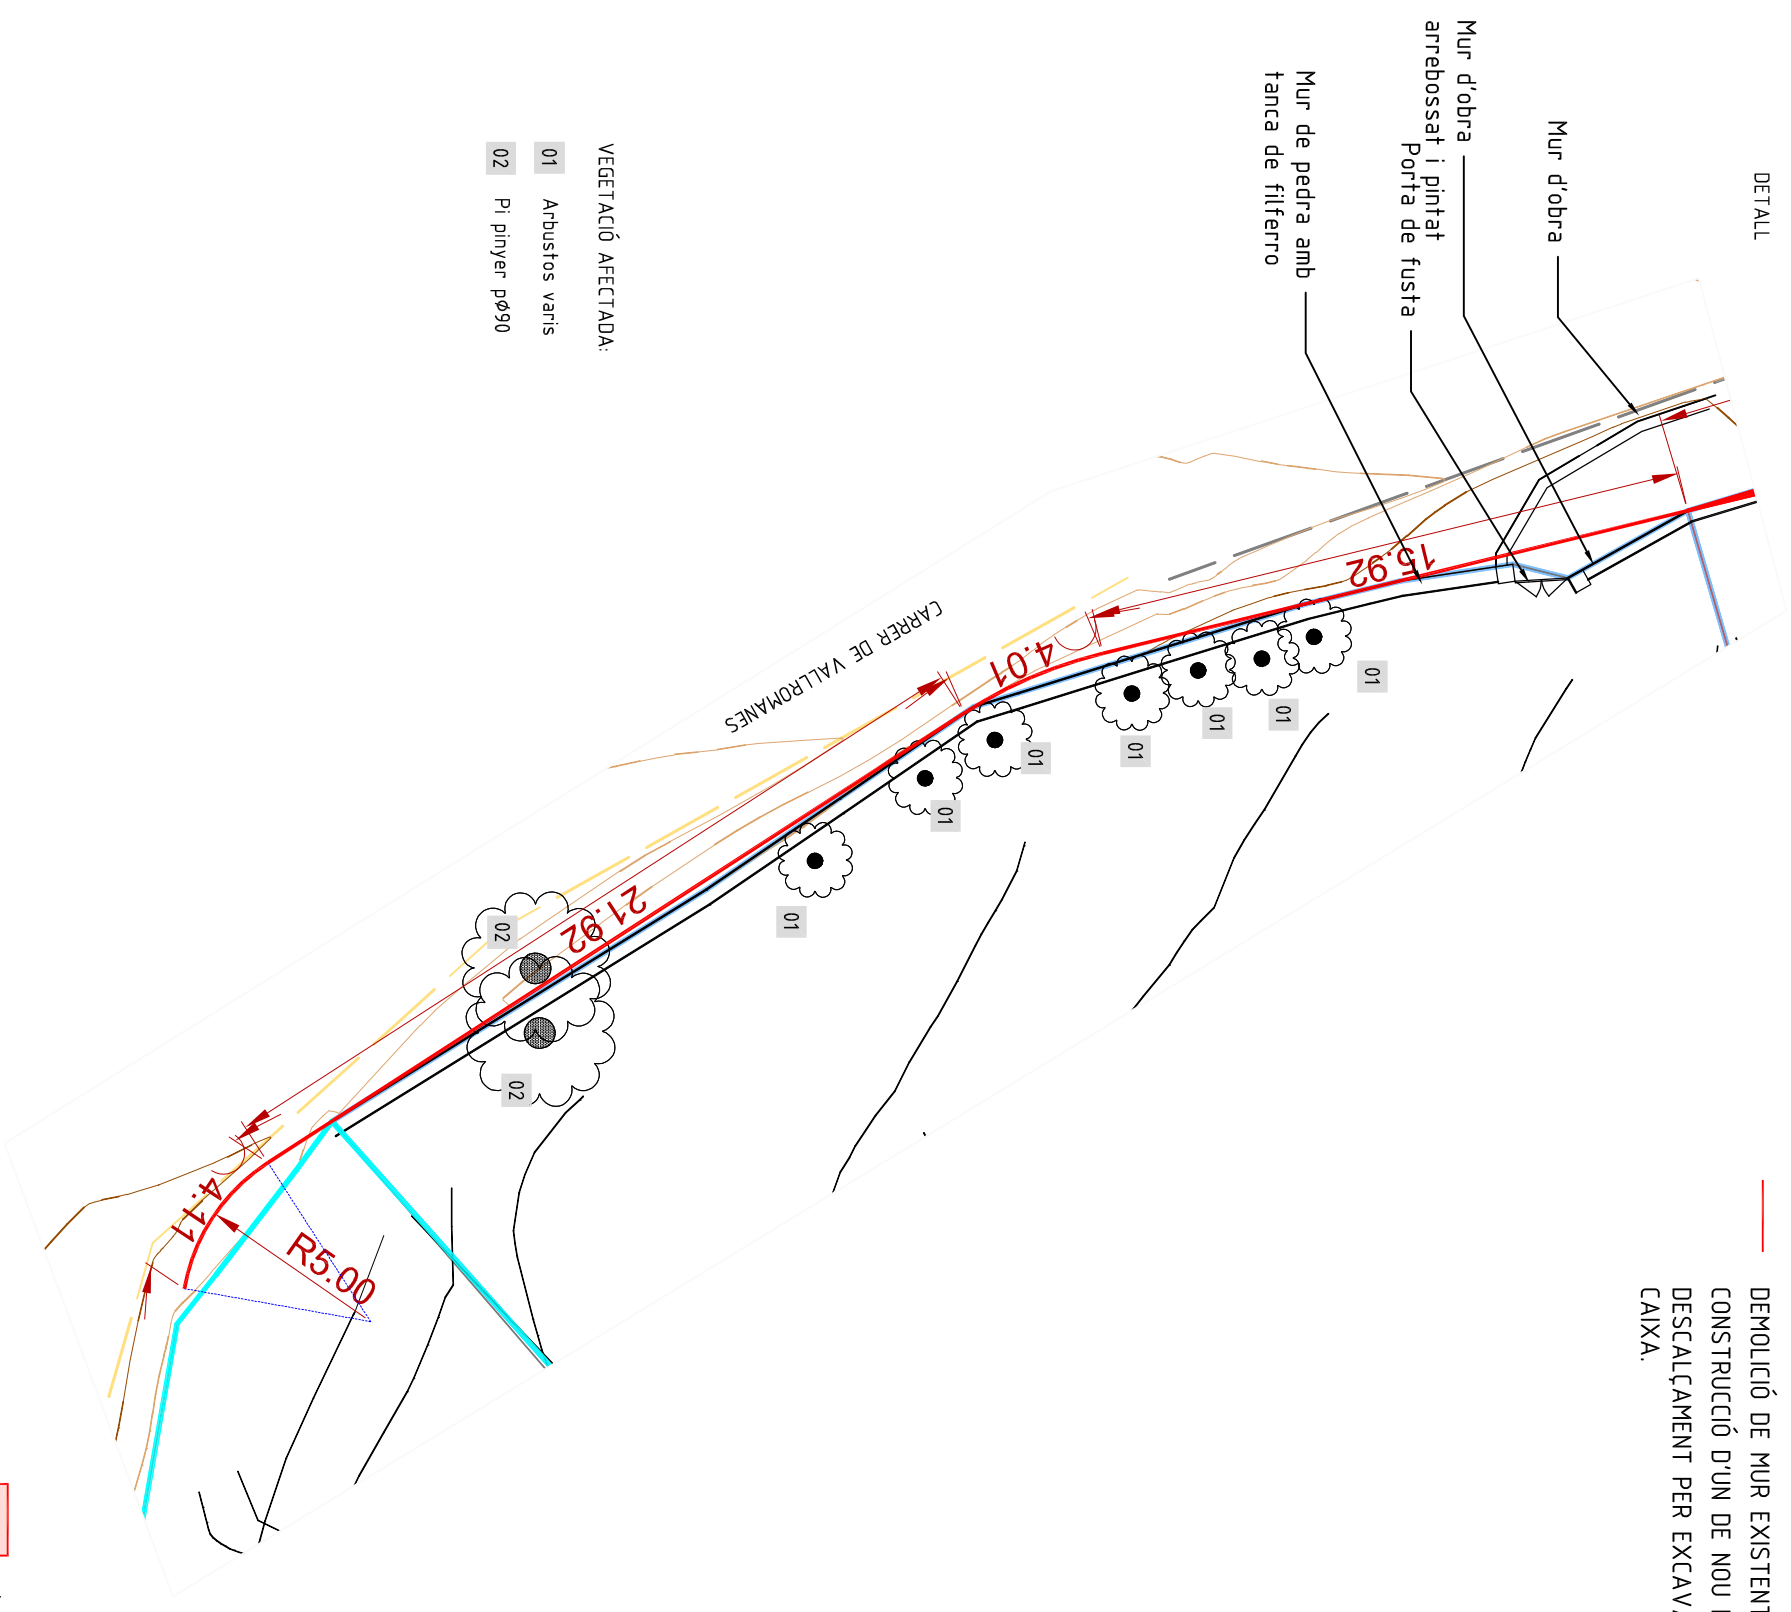 DETALL
Mur d'obra
Mur d'obra
arrebossat i pintat
Porta de fusta
Mur de pedra amb
tanca de filferro
VEGETACIÓ AFECTADA:
01 Arbustos varis
02 Pi pinyer pØ90
15.92
4.01
CARRER DE VALLROMANES
21.92
4.11
R5.00
01
01
01
01
01
01
01
02
02
DEMOLICIÓ DE MUR EXISTENT
CONSTRUCCIÓ D'UN DE NOU
DESCALÇAMENT PER
CAIXA.